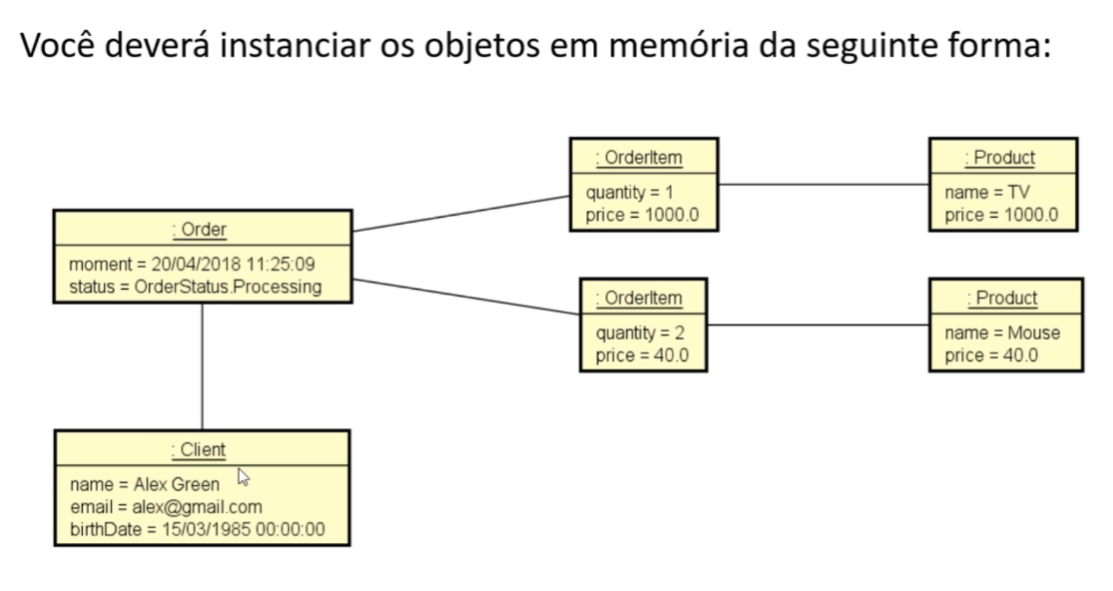 Você deverá instanciar os objetos em memória da seguinte forma:
: OrderItem
quantity = 1
price = 1000.0
: Product
name = TV
price = 1000.0
: Order
moment = 20/04/2018 11:25:09
status = OrderStatus.Processing
: OrderItem
quantity = 2
price = 40.0
: Product
name = Mouse
price = 40.0
: Client
name = Alex Green
email = alex@gmail.com
birthDate = 15/03/1985 00:00:00